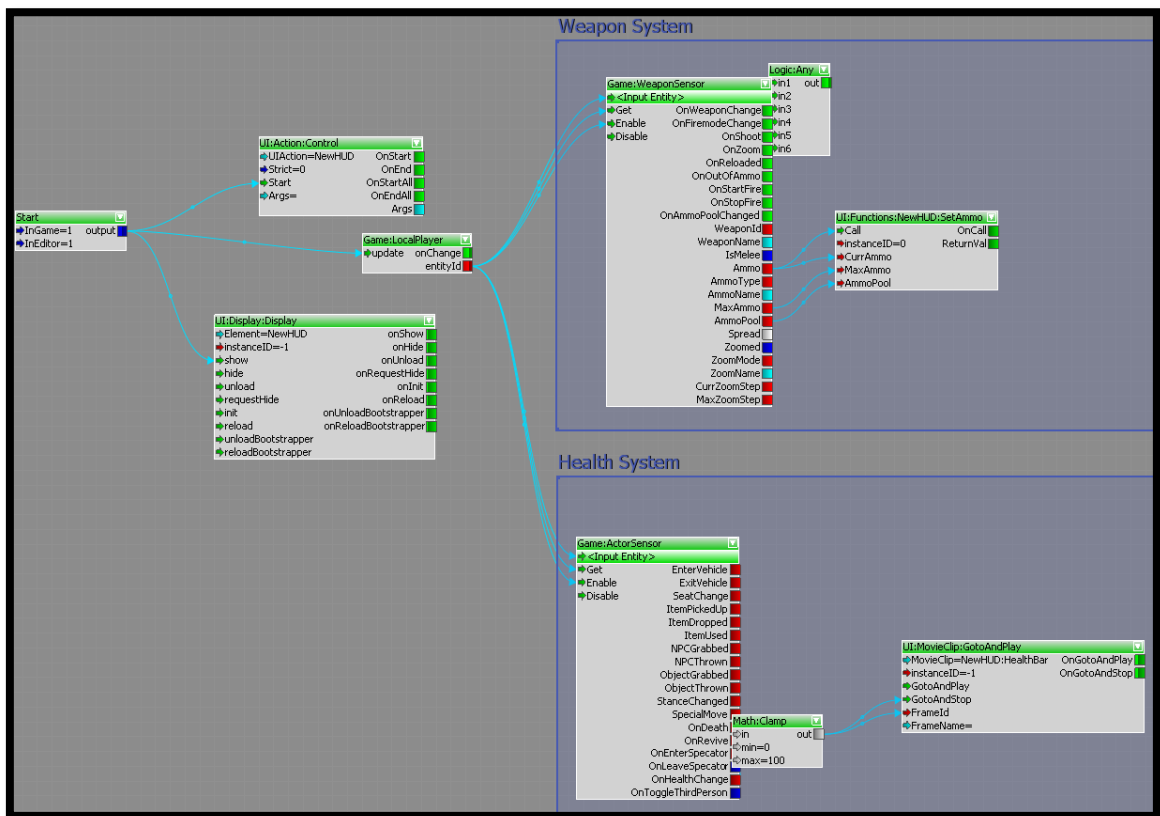 Weapon System
Logic:Any
in1 out
in2
in3
in4
in5
in6
Game:WeaponSensor
<Input Entity>
Get OnWeaponChange
Enable OnFiremodeChange
Disable OnShoot
OnZoom
OnReloaded
OnOutOfAmmo
OnStartFire
OnStopFire
OnAmmoPoolChanged
WeaponId
WeaponName
IsMelee
Ammo
AmmoType
AmmoName
MaxAmmo
AmmoPool
Spread
Zoomed
ZoomMode
ZoomName
CurrZoomStep
MaxZoomStep
UI:Action:Control
UIAction=NewHUD OnStart
Strict=0 OnEnd
Start OnStartAll
Args= OnEndAll
Args
Start
InGame=1 output
InEditor=1
Game:LocalPlayer
update onChange
entityId
UI:Functions:NewHUD:SetAmmo
Call OnCall
instanceID=0 ReturnVal
CurrAmmo
MaxAmmo
AmmoPool
UI:Display:Display
Element=NewHUD onShow
instanceID=-1 onHide
show onUnload
hide onRequestHide
unload onInit
requestHide onReload
init onUnloadBootstrapper
reload onReloadBootstrapper
unloadBootstrapper
reloadBootstrapper
Health System
Game:ActorSensor
<Input Entity>
Get EnterVehicle
Enable ExitVehicle
Disable SeatChange
ItemPickedUp
ItemDropped
ItemUsed
NPCGrabbed
NPCThrown
ObjectGrabbed
ObjectThrown
StanceChanged
SpecialMove
OnDeath
OnRevive
OnEnterSpecator
OnLeaveSpecator
OnHealthChange
OnToggleThirdPerson
Math:Clamp
in out
min=0
max=100
UI:MovieClip:GotoAndPlay
MovieClip=NewHUD:HealthBar OnGotoAndPlay
instanceID=-1 OnGotoAndStop
GotoAndPlay
GotoAndStop
FrameId
FrameName=